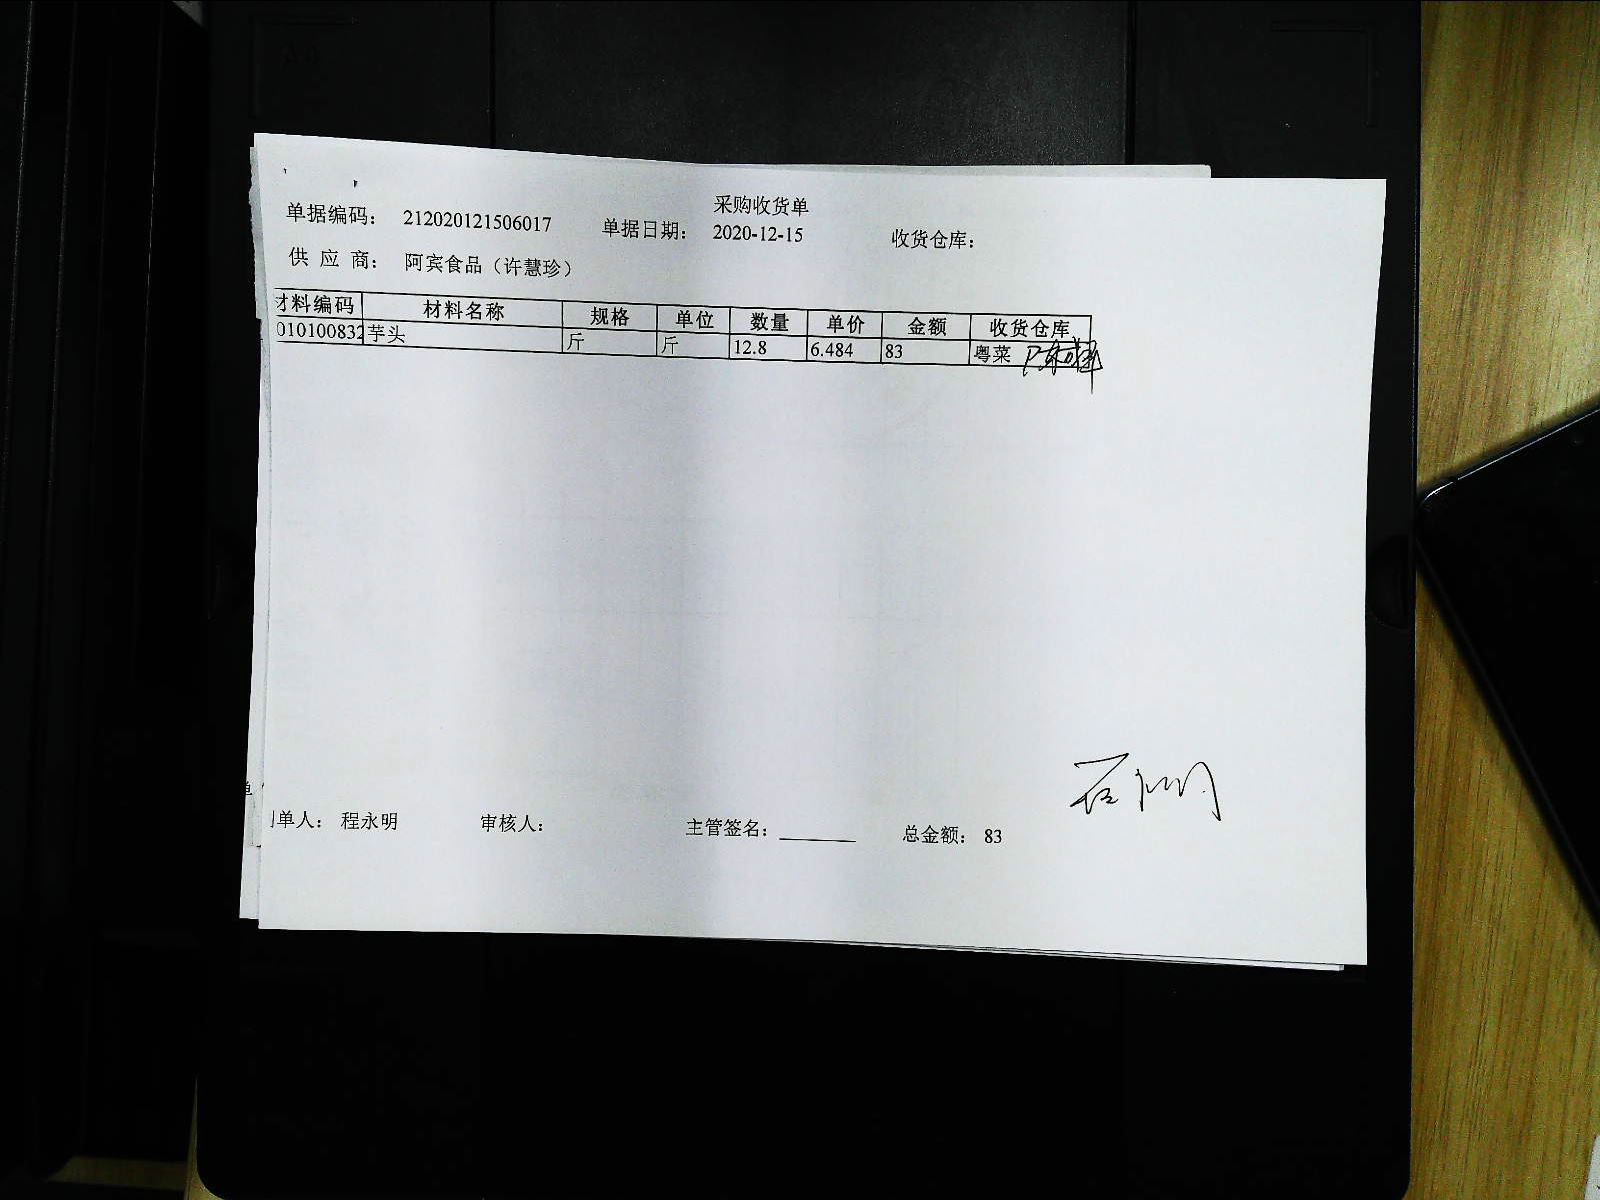 采购收货单
单据编码： 212020121506017 单据日期： 2020-12-15 收货仓库：
供 应 商： 阿宾食品（许慧珍）
材料编码 材料名称 规格 单位 数量 单价 金额 收货仓库
010100832 芋头 斤 斤 12.8 6.484 83 粤菜
制单人： 程永明 审核人： 主管签名： 总金额： 83